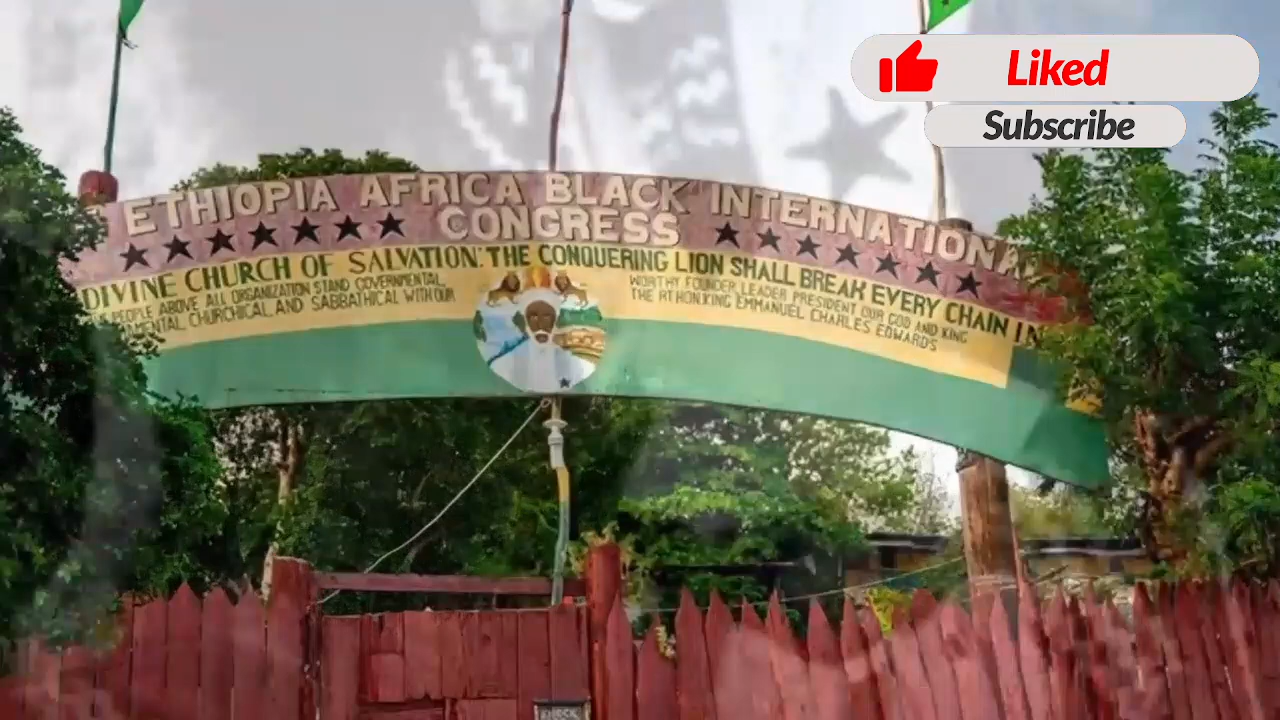 Liked
Subscribe
ETHIOPIA AFRICA BLACK INTERNATIONAL
CONGRESS
DIVINE CHURCH OF SALVATION "THE CONQUERING LION SHALL BREAK EVERY CHAIN IN
PEOPLE ABOVE ALL ORGANIZATION STAND GOVERNMENTAL,
CHURCHICAL, AND SABBATHICAL WITH OUR
WORTHY FOUNDER LEADER PRESIDENT OUR GOD AND KING
THE RT HON KING EMMANUEL CHARLES EDWARDS